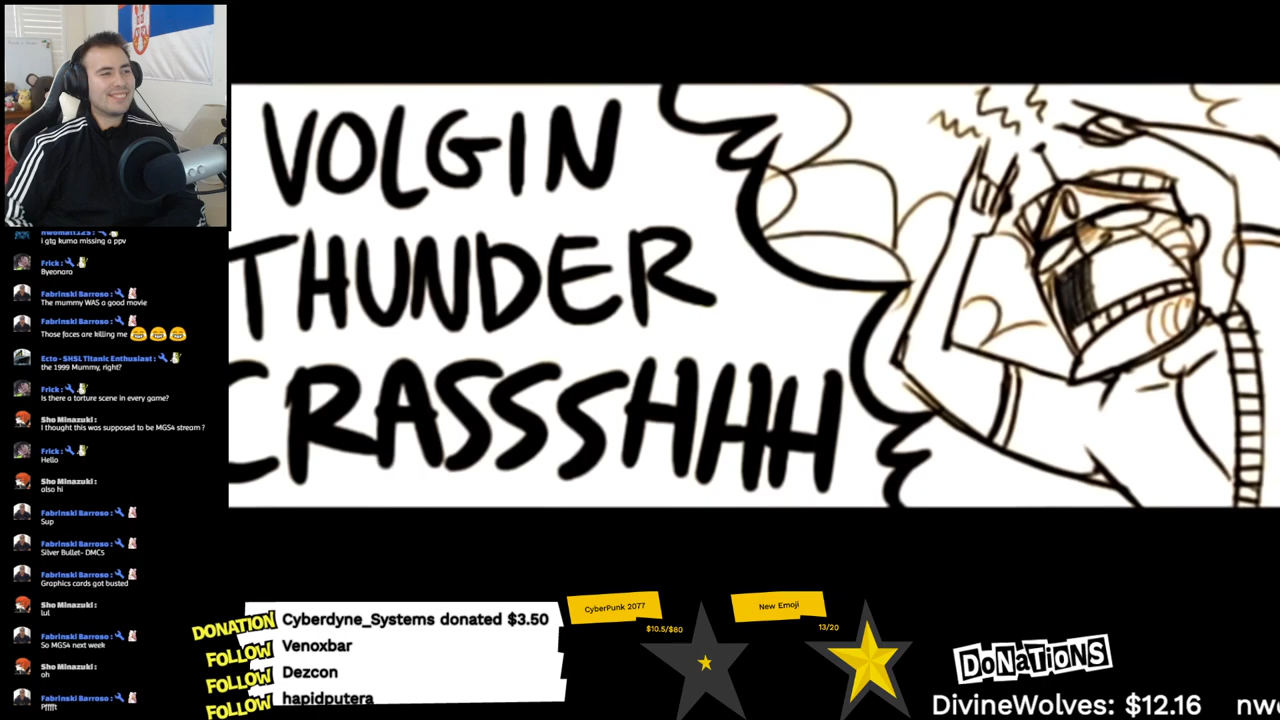 VOLGIN
THUNDER
CRASSSHHH
nwoman123 :
i gtg kuma missing a ppv
Frick :
Byeonara
Fabrinski Barroso :
The mummy WAS a good movie
Fabrinski Barroso :
Those faces are killing me 😂😂😂
Ecto - SHSL Titanic Enthusiast :
the 1999 Mummy, right?
Frick :
Is there a torture scene in every game?
Sho Minazuki :
I thought this was supposed to be MGS4 stream ?
Frick :
Hello
Sho Minazuki :
also hi
Fabrinski Barroso :
Sup
Fabrinski Barroso :
Silver Bullet- DMC5
Fabrinski Barroso :
Graphics cards got busted
Sho Minazuki :
lul
Fabrinski Barroso :
So MGS4 next week
Sho Minazuki :
oh
Fabrinski Barroso :
Pfffft
DONATION Cyberdyne_Systems donated $3.50
FOLLOW Venoxbar
FOLLOW Dezcon
FOLLOW hapidputera
CyberPunk 2077
$10.5/$80
New Emoji
13/20
DoNaTioNS
DivineWolves: $12.16 nwo